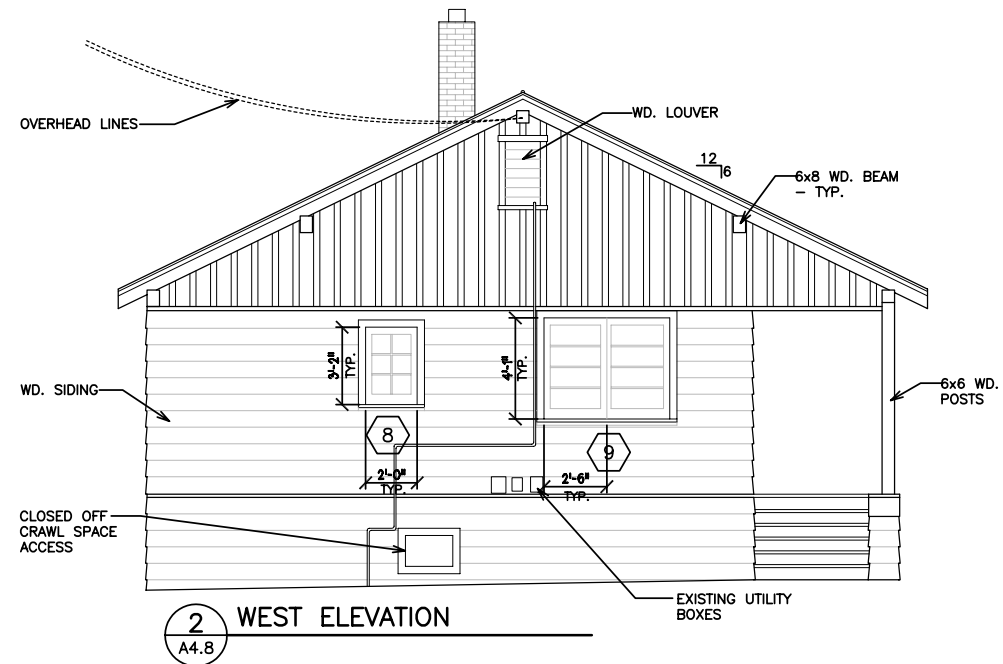 OVERHEAD LINES
WD. LOUVER
12
6
6x8 WD. BEAM
- TYP.
3'-2"
TYP.
4'-1"
TYP.
WD. SIDING
6x6 WD.
POSTS
8
9
2'-0"
TYP.
2'-6"
TYP.
CLOSED OFF
CRAWL SPACE
ACCESS
EXISTING UTILITY
BOXES
2
A4.8
WEST ELEVATION